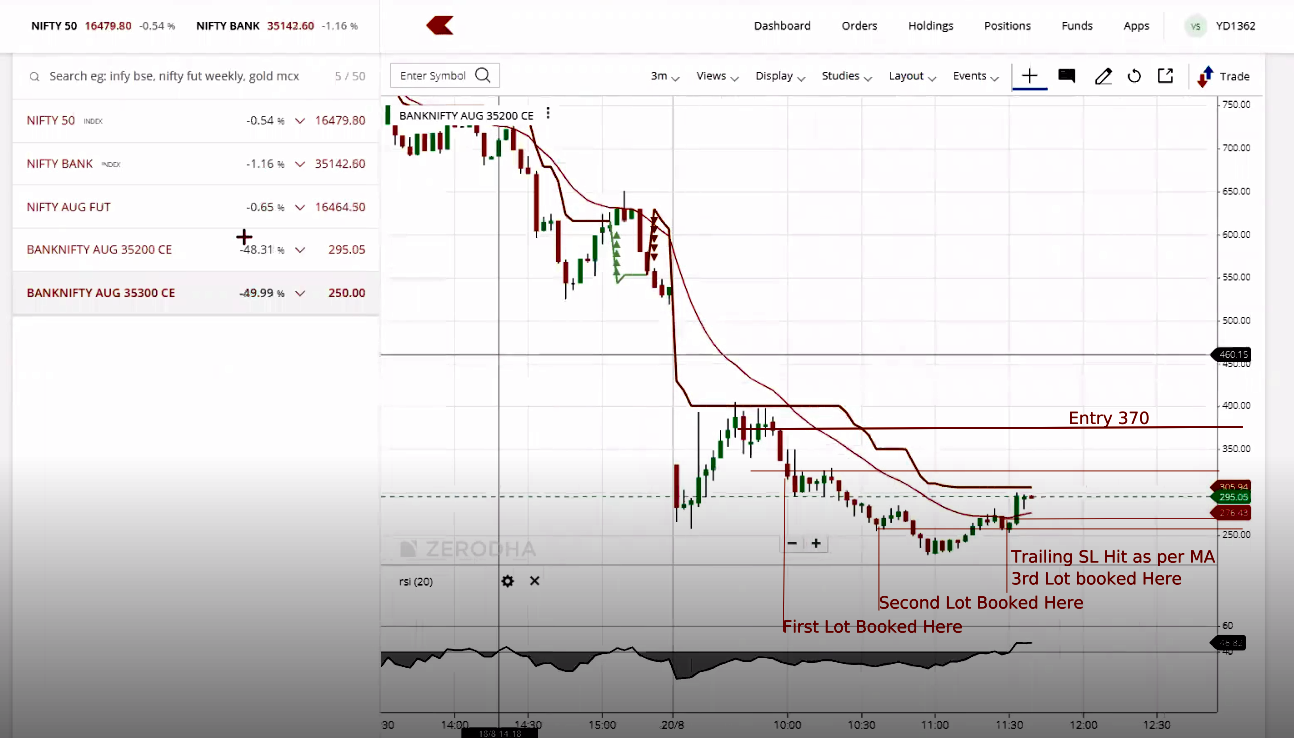 NIFTY 50 16479.80 -0.54 % NIFTY BANK 35142.60 -1.16 %
Dashboard Orders Holdings Positions Funds Apps VS YD1362
Search eg: infy bse, nifty fut weekly, gold mcx 5 / 50
Enter Symbol 3m Views Display Studies Layout Events Trade
NIFTY 50 INDEX -0.54 % 16479.80
NIFTY BANK INDEX -1.16 % 35142.60
NIFTY AUG FUT -0.65 % 16464.50
BANKNIFTY AUG 35200 CE -48.31 % 295.05
BANKNIFTY AUG 35300 CE -49.99 % 250.00
BANKNIFTY AUG 35200 CE
750.00
700.00
650.00
600.00
550.00
500.00
460.15
450.00
400.00
Entry 370
350.00
305.94
295.05
276.43
250.00
ZERODHA
Trailing SL Hit as per MA
3rd Lot booked Here
rsi (20)
Second Lot Booked Here
First Lot Booked Here
60
40
:30 14:00 14:30 15:00 20/8 10:00 10:30 11:00 11:30 12:00 12:30